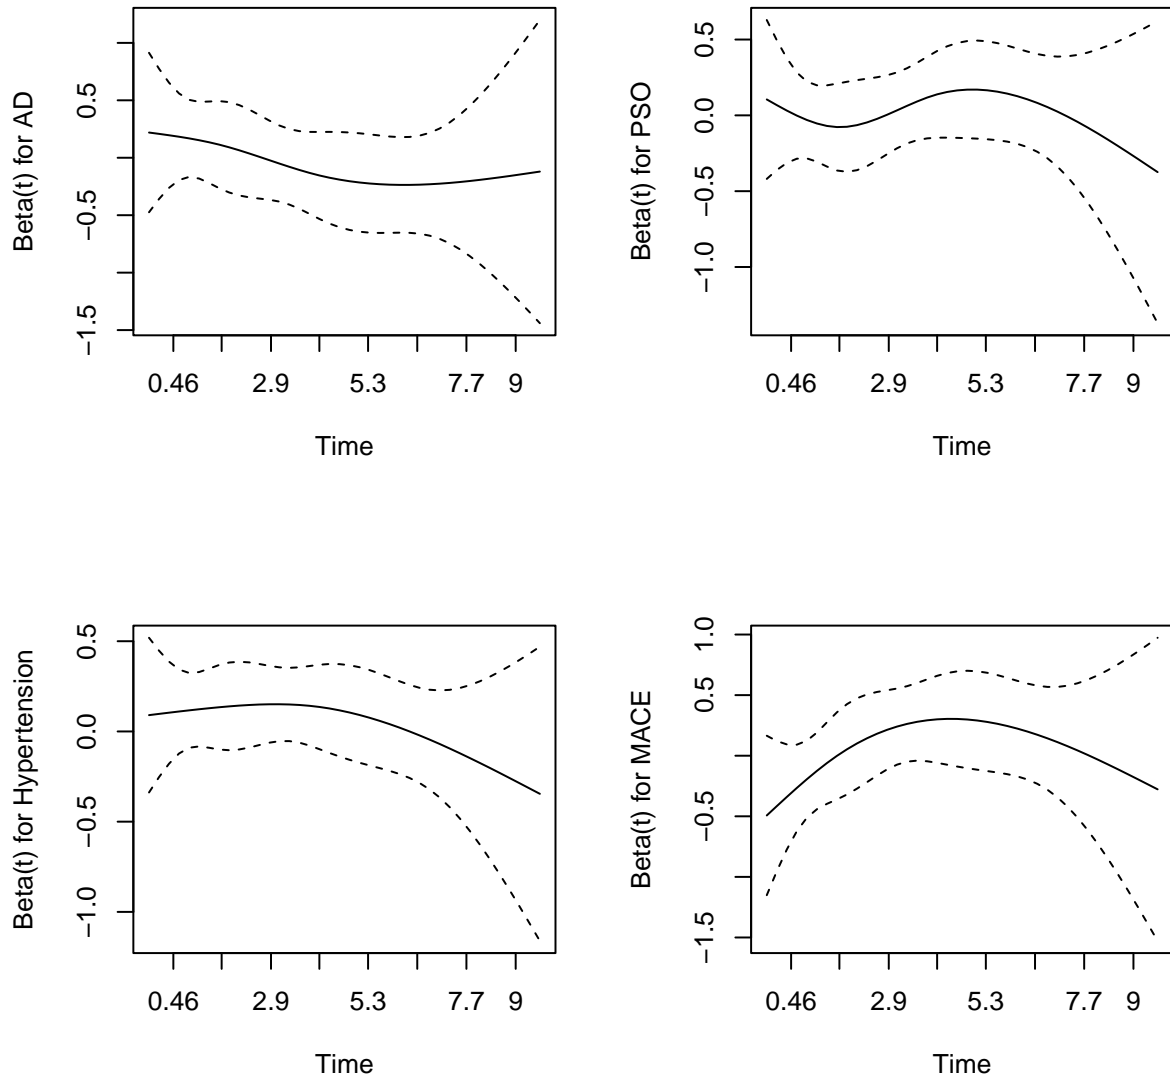 Beta(t) for AD
0.5
−0.5
−1.5
0.46 2.9 5.3 7.7 9
Time
Beta(t) for PSO
0.5
0.0
−0.5
−1.0
0.46 2.9 5.3 7.7 9
Time
Beta(t) for Hypertension
0.5
0.0
−0.5
−1.0
0.46 2.9 5.3 7.7 9
Time
Beta(t) for MACE
1.0
0.5
−0.5
−1.5
0.46 2.9 5.3 7.7 9
Time